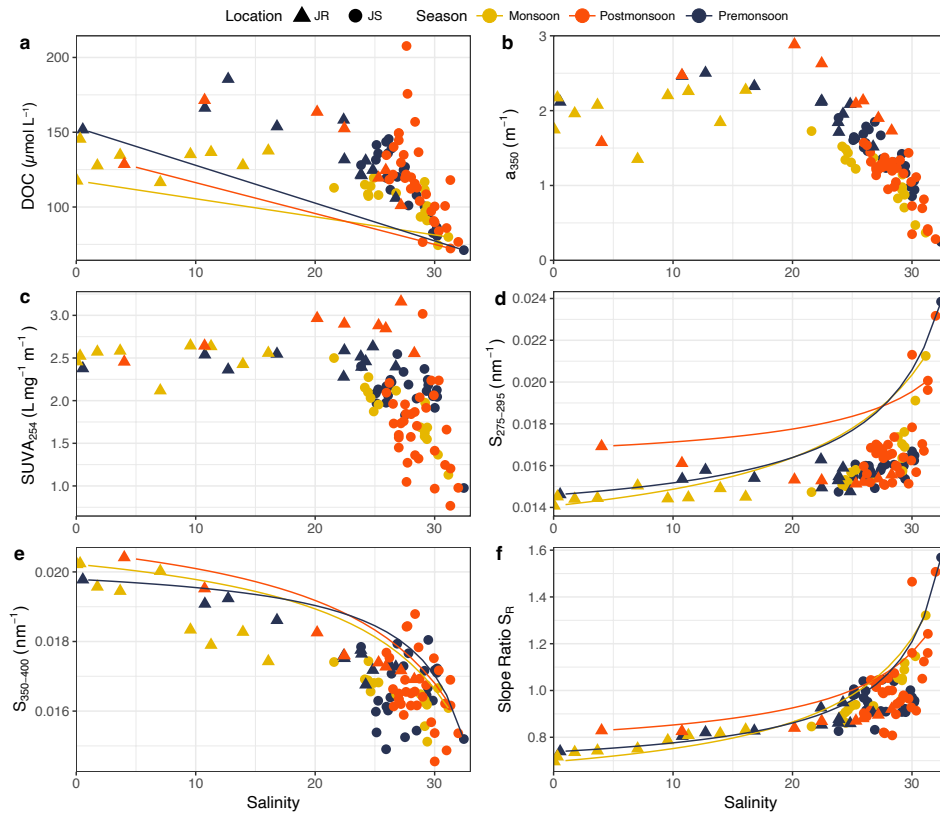 Location JR JS Season Monsoon Postmonsoon Premonsoon
a
DOC (µmol L⁻¹)
200
150
100
0 10 20 30
b
a₃₅₀ (m⁻¹)
3
2
1
0
0 10 20 30
c
SUVA₂₅₄ (L mg⁻¹ m⁻¹)
3.0
2.5
2.0
1.5
1.0
0 10 20 30
d
S₂₇₅₋₂₉₅ (nm⁻¹)
0.024
0.022
0.020
0.018
0.016
0.014
0 10 20 30
e
S₃₅₀₋₄₀₀ (nm⁻¹)
0.020
0.018
0.016
0 10 20 30
Salinity
f
Slope Ratio S_R
1.6
1.4
1.2
1.0
0.8
0 10 20 30
Salinity